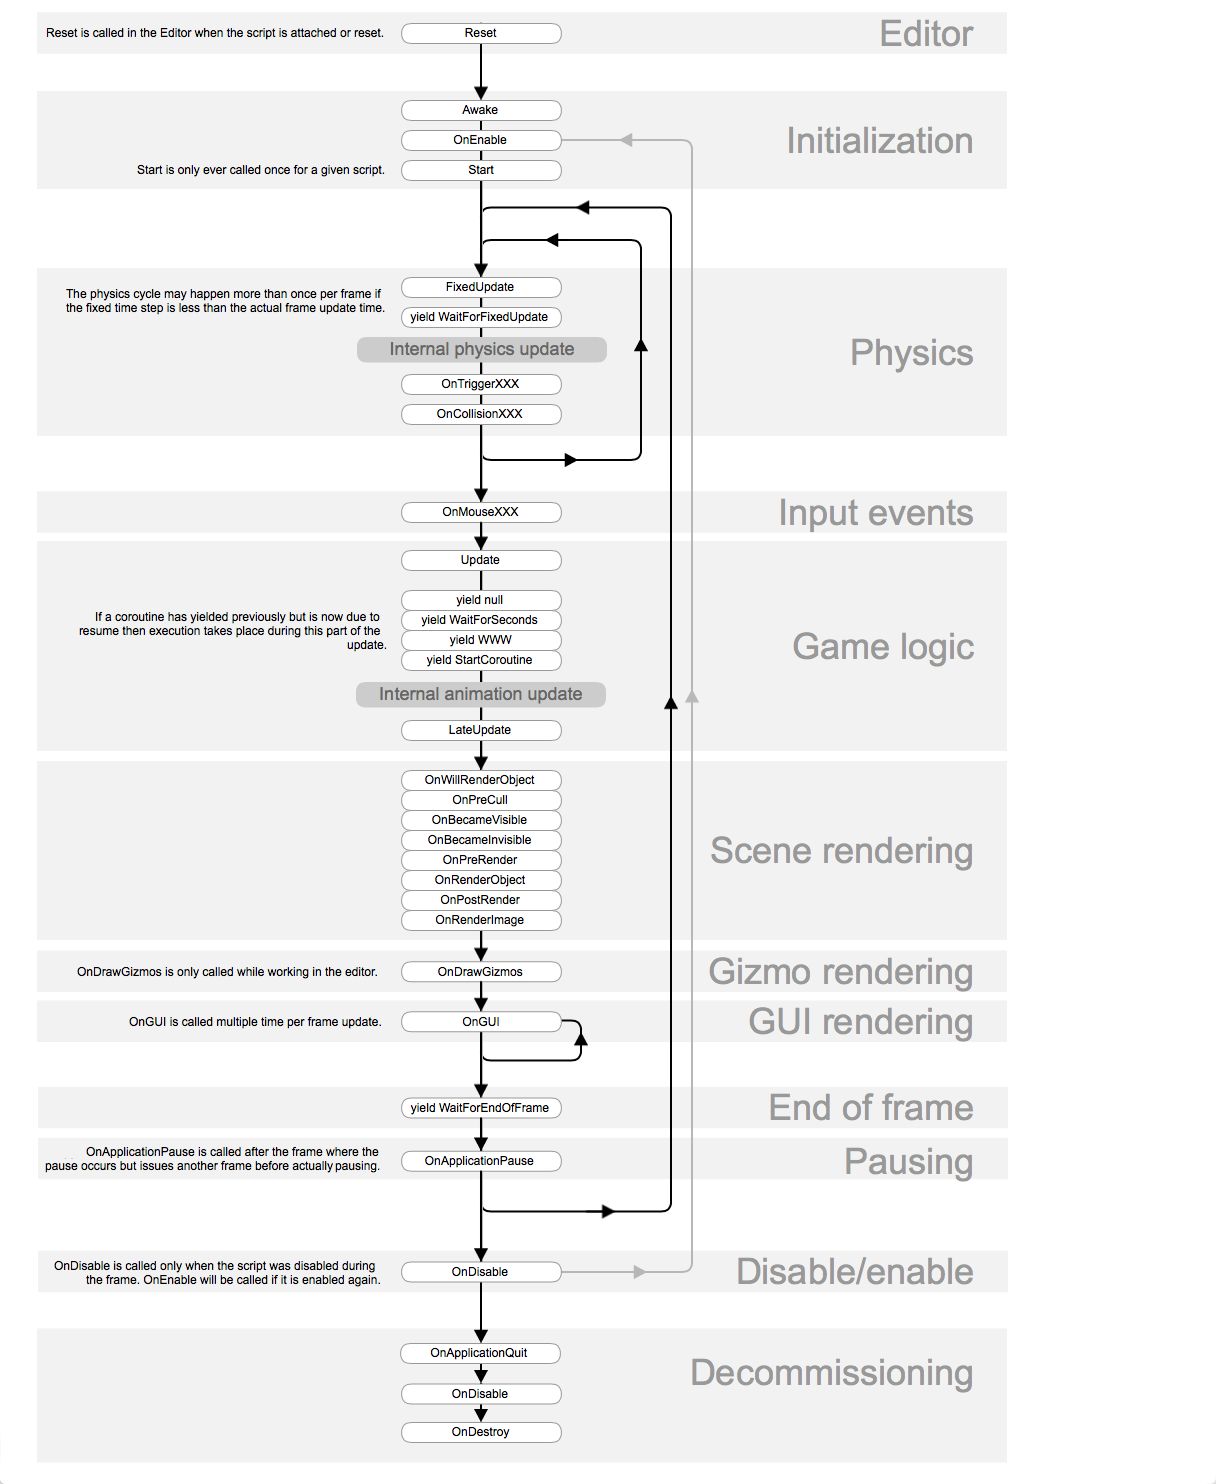 Reset is called in the Editor when the script is attached or reset.
Reset
Editor
Awake
OnEnable
Initialization
Start is only ever called once for a given script.
Start
The physics cycle may happen more than once per frame if
the fixed time step is less than the actual frame update time.
FixedUpdate
yield WaitForFixedUpdate
Internal physics update
Physics
OnTriggerXXX
OnCollisionXXX
OnMouseXXX
Input events
Update
If a coroutine has yielded previously but is now due to
resume then execution takes place during this part of the
update.
yield null
yield WaitForSeconds
yield WWW
yield StartCoroutine
Game logic
Internal animation update
LateUpdate
OnWillRenderObject
OnPreCull
OnBecameVisible
OnBecameInvisible
OnPreRender
OnRenderObject
OnPostRender
OnRenderImage
Scene rendering
OnDrawGizmos is only called while working in the editor.
OnDrawGizmos
Gizmo rendering
OnGUI is called multiple time per frame update.
OnGUI
GUI rendering
yield WaitForEndOfFrame
End of frame
OnApplicationPause is called after the frame where the
pause occurs but issues another frame before actually pausing.
OnApplicationPause
Pausing
OnDisable is called only when the script was disabled during
the frame. OnEnable will be called if it is enabled again.
OnDisable
Disable/enable
OnApplicationQuit
Decommissioning
OnDisable
OnDestroy